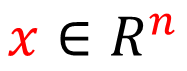 x ∈ Rⁿ